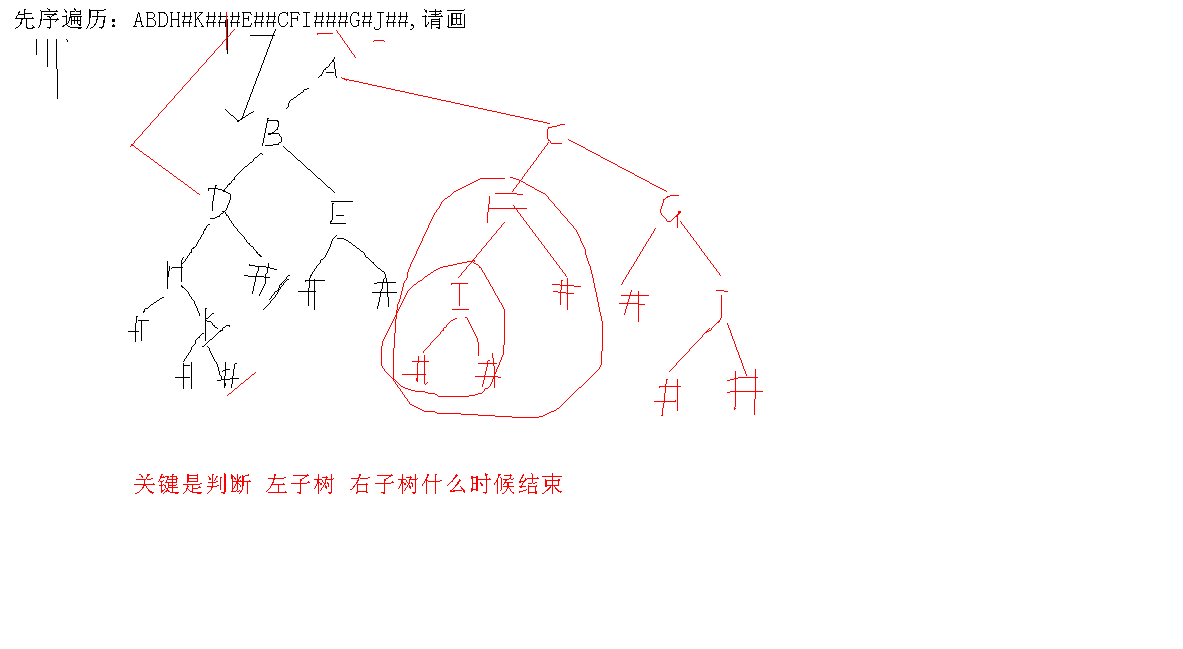 先序遍历：ABDH#K###E##CFI###G#J##,请画
A
B C
D E F G
H # # # I # # J
# K # # # #
# #
关键是判断 左子树 右子树什么时候结束